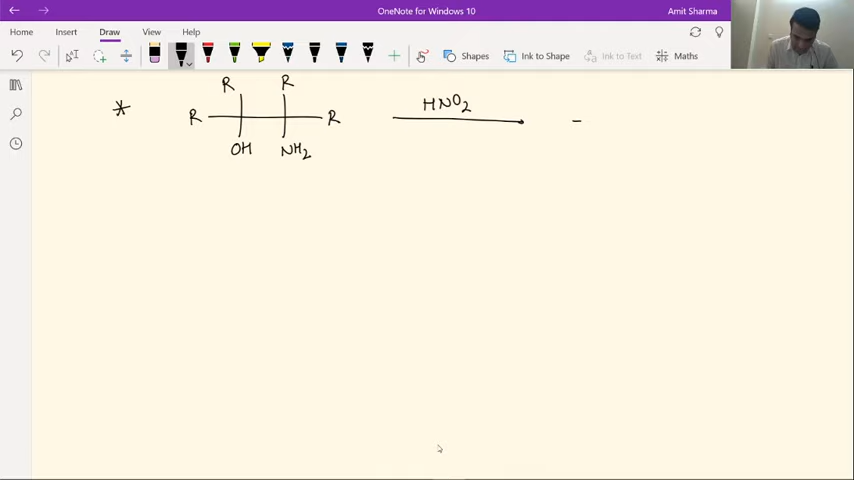 OneNote for Windows 10
Amit Sharma
Home Insert Draw View Help
Shapes Ink to Shape Ink to Text Maths
R R
* R R HNO2
OH NH2